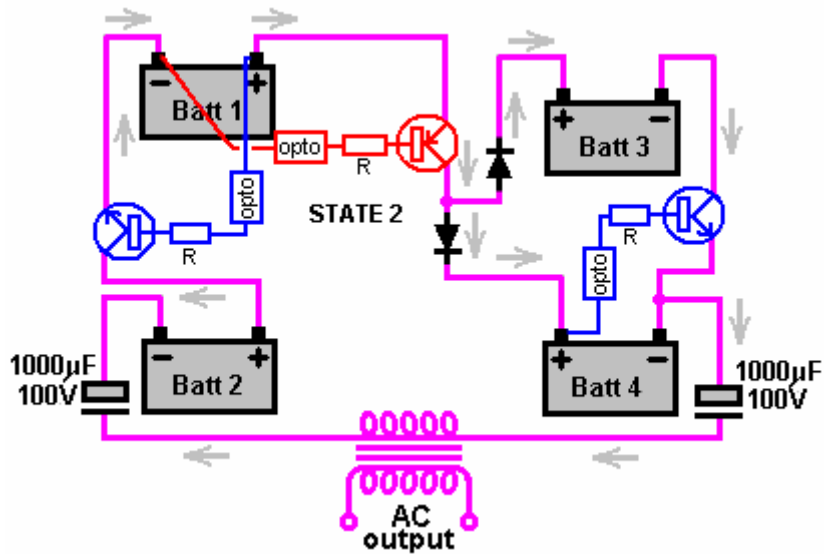 − +
Batt 1
opto
R
+ −
Batt 3
opto
R
STATE 2
R
opto
1000µF
100V
− +
Batt 2
+ −
Batt 4
1000µF
100V
AC
output